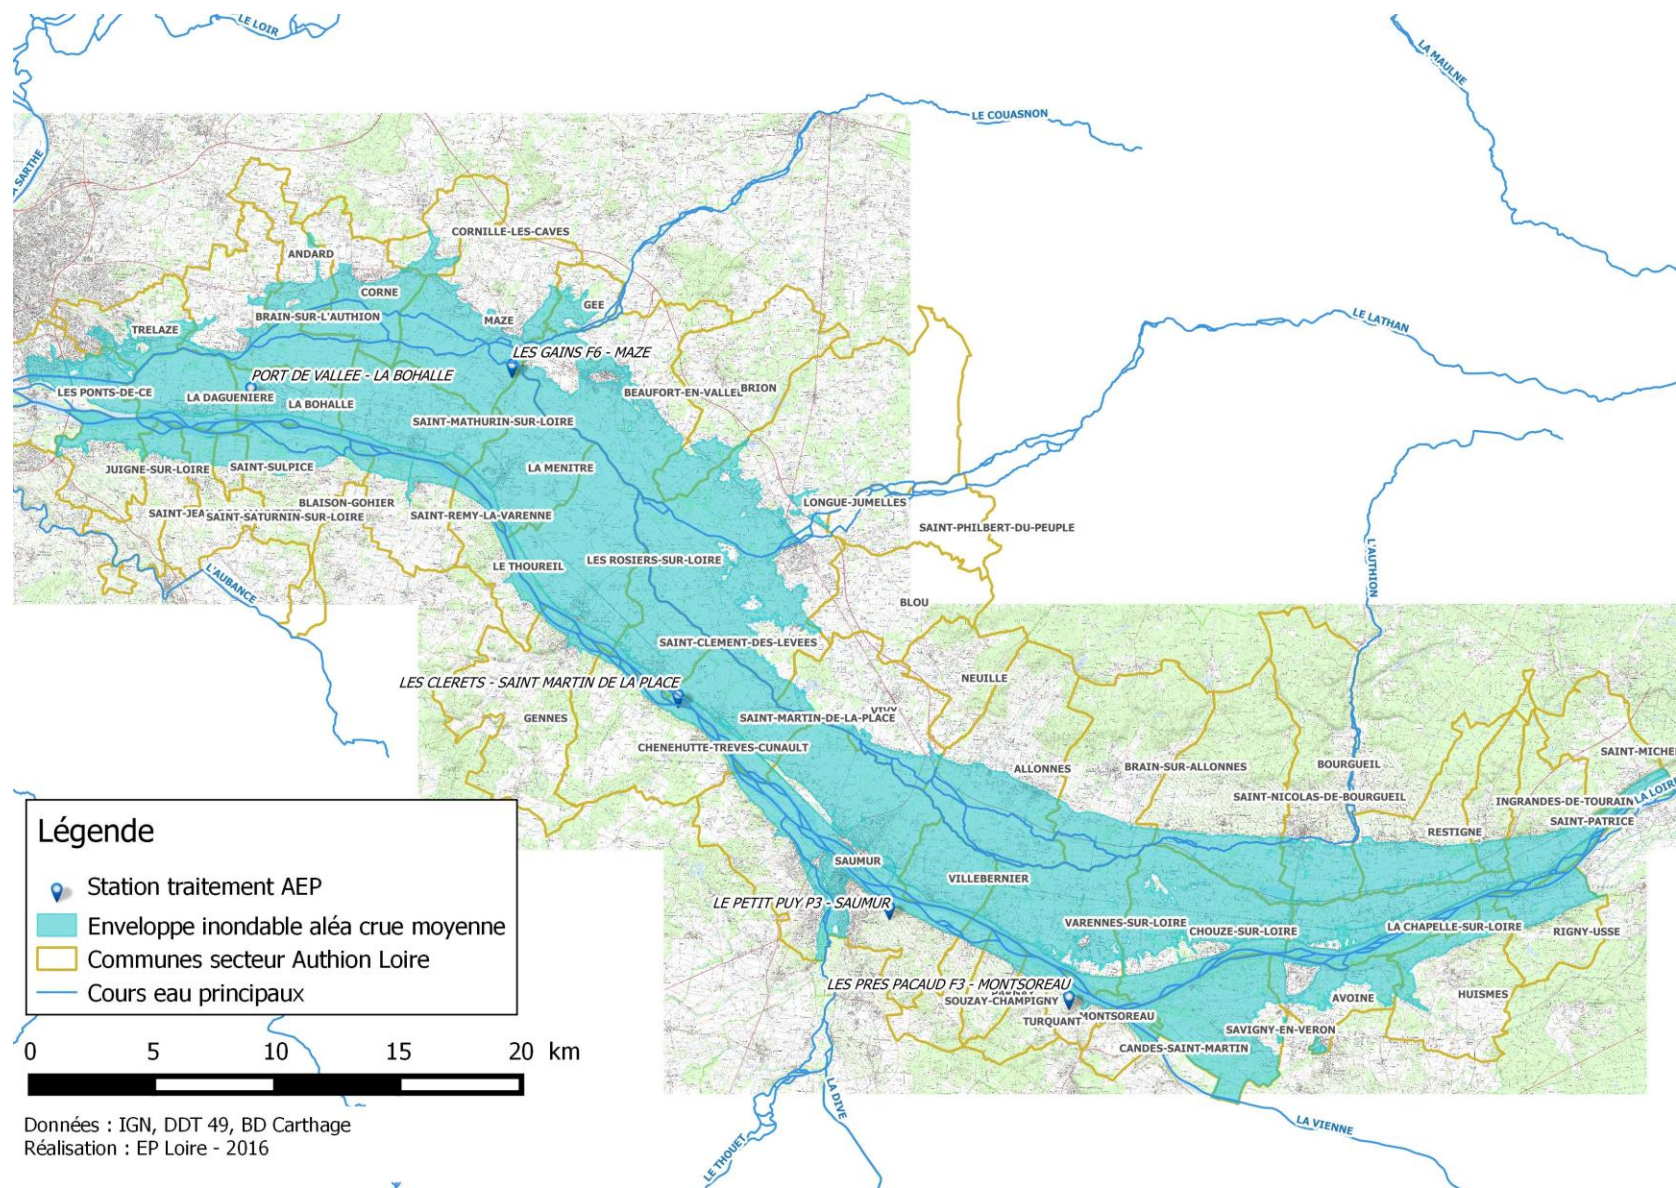 LE LOIR
LA MAULNE
LE COUASNON
SARTHE
CORNILLE-LES-CAVES
ANDARD
CORNE
GEE
BRAIN-SUR-L'AUTHION
MAZE
TRELAZE
LE LATHAN
LES GAINS F6 - MAZE
PORT DE VALLEE - LA BOHALLE
LES PONTS-DE-CE
LA DAGUENIERE
LA BOHALLE
BEAUFORT-EN-VALLEE
BRION
SAINT-MATHURIN-SUR-LOIRE
JUIGNE-SUR-LOIRE
SAINT-SULPICE
LA MENITRE
BLAISON-GOHIER
LONGUE-JUMELLES
SAINT-JEAN
SAINT-SATURNIN-SUR-LOIRE
SAINT-REMY-LA-VARENNE
SAINT-PHILBERT-DU-PEUPLE
L'AUBANCE
LE THOUREIL
LES ROSIERS-SUR-LOIRE
L'AUTHION
BLOU
SAINT-CLEMENT-DES-LEVEES
LES CLERETS - SAINT MARTIN DE LA PLACE
NEUILLE
GENNES
SAINT-MARTIN-DE-LA-PLACE
VIVY
CHENEHUTTE-TREVES-CUNAULT
SAINT-MICHE
ALLONNES
BRAIN-SUR-ALLONNES
BOURGUEIL
SAINT-NICOLAS-DE-BOURGUEIL
INGRANDES-DE-TOURAIN
LA LOIRE
SAINT-PATRICE
RESTIGNE
SAUMUR
VILLEBERNIER
LE PETIT PUY P3 - SAUMUR
VARENNES-SUR-LOIRE
CHOUZE-SUR-LOIRE
LA CHAPELLE-SUR-LOIRE
RIGNY-USSE
LES PRES PACAUD F3 - MONTSOREAU
SOUZAY-CHAMPIGNY
AVOINE
HUISMES
TURQUANT
MONTSOREAU
SAVIGNY-EN-VERON
CANDES-SAINT-MARTIN
LA DIVE
LE THOUET
LA VIENNE
Légende
Station traitement AEP
Enveloppe inondable aléa crue moyenne
Communes secteur Authion Loire
Cours eau principaux
0 5 10 15 20 km
Données : IGN, DDT 49, BD Carthage
Réalisation : EP Loire - 2016